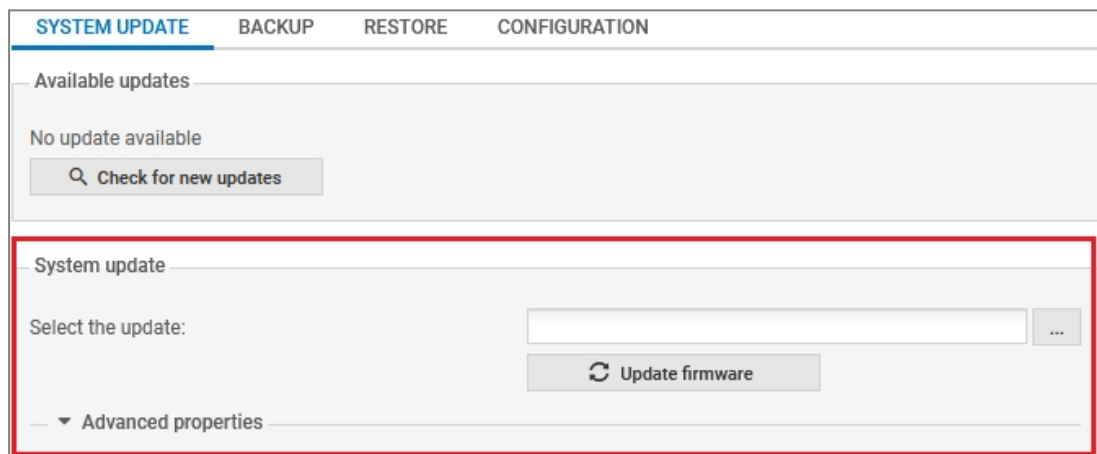 SYSTEM UPDATE BACKUP RESTORE CONFIGURATION
Available updates
No update available
Check for new updates
System update
Select the update: ...
Update firmware
Advanced properties